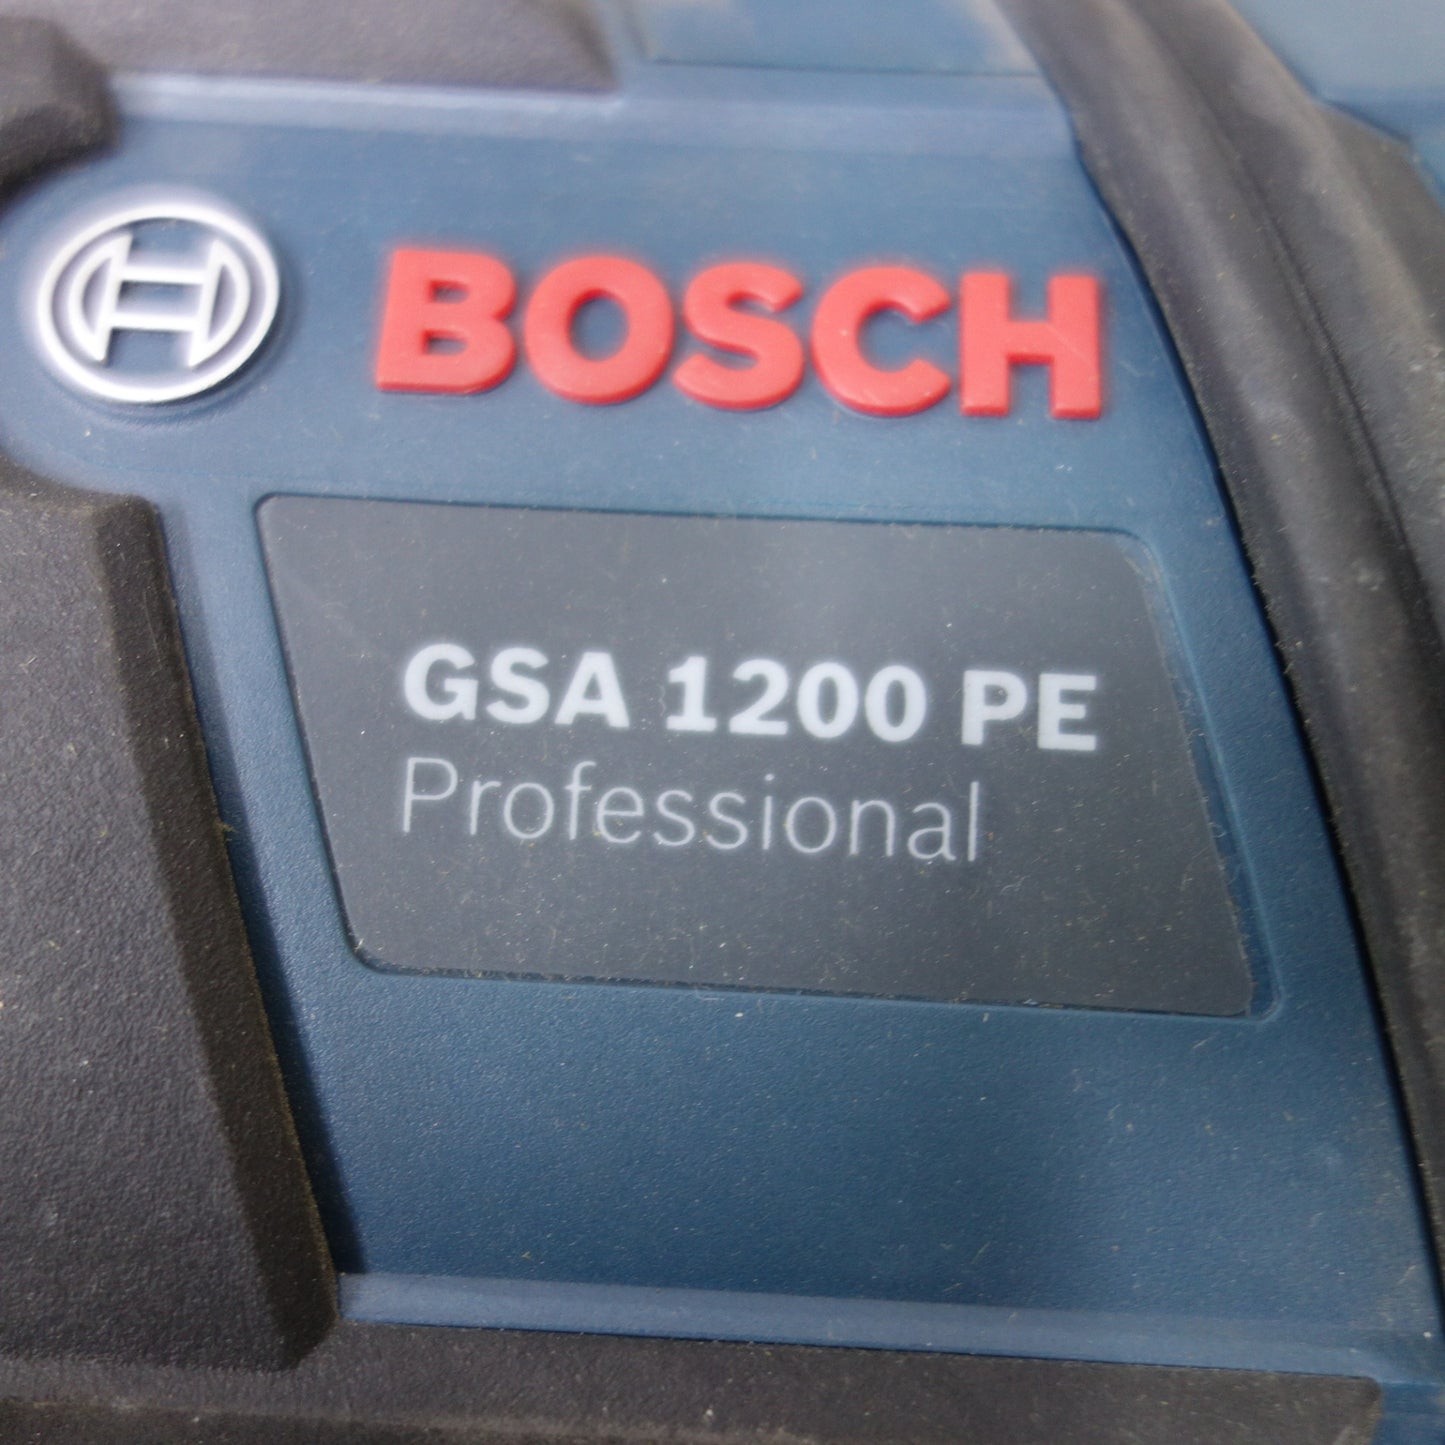 BOSCH
GSA 1200 PE
Professional